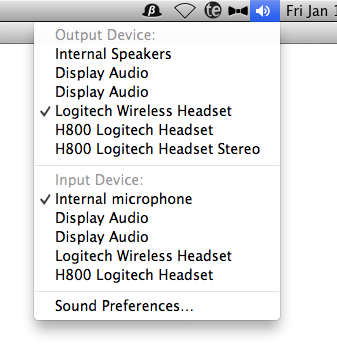 Fri Jan 1
Output Device:
Internal Speakers
Display Audio
Display Audio
Logitech Wireless Headset
H800 Logitech Headset
H800 Logitech Headset Stereo
Input Device:
Internal microphone
Display Audio
Display Audio
Logitech Wireless Headset
H800 Logitech Headset
Sound Preferences...